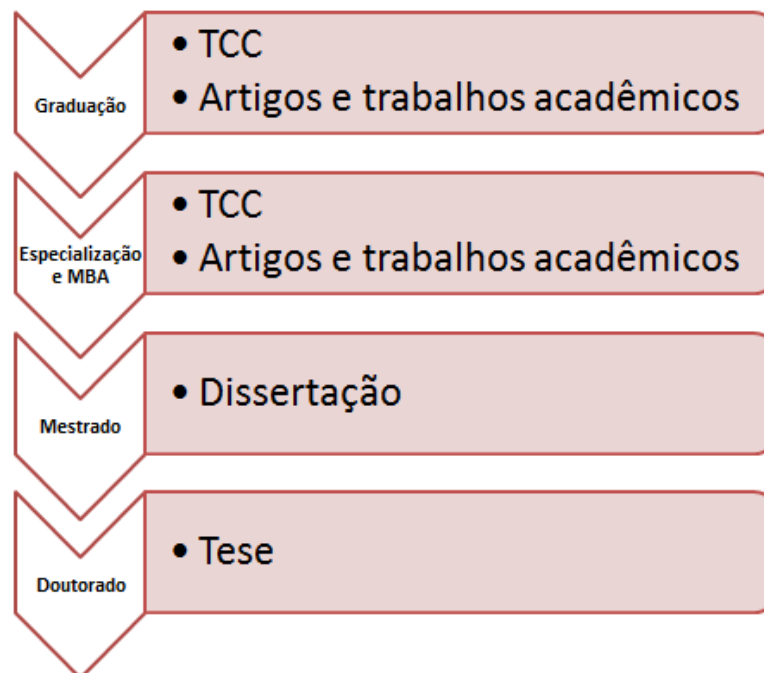 Graduação
• TCC
• Artigos e trabalhos acadêmicos
Especialização
e MBA
• TCC
• Artigos e trabalhos acadêmicos
Mestrado
• Dissertação
Doutorado
• Tese